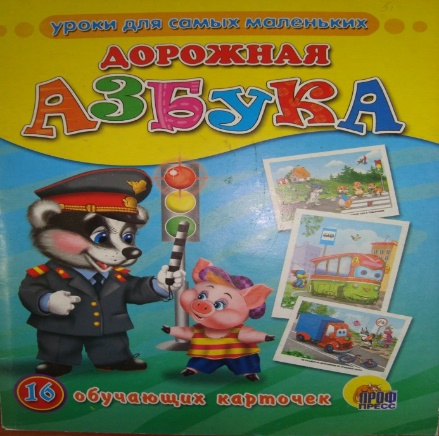 уроки для самых маленьких
ДОРОЖНАЯ
АЗБУКА
16 обучающих карточек
ПРОФ
ПРЕСС